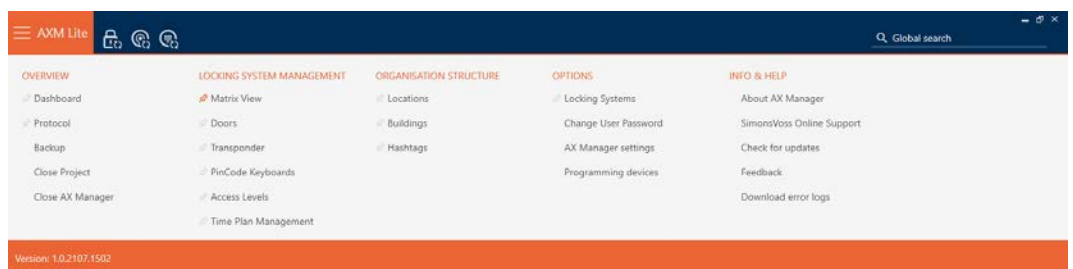 AXM Lite
Global search
OVERVIEW
Dashboard
Protocol
Backup
Close Project
Close AX Manager
LOCKING SYSTEM MANAGEMENT
Matrix View
Doors
Transponder
PinCode Keyboards
Access Levels
Time Plan Management
ORGANISATION STRUCTURE
Locations
Buildings
Hashtags
OPTIONS
Locking Systems
Change User Password
AX Manager settings
Programming devices
INFO & HELP
About AX Manager
SimonsVoss Online Support
Check for updates
Feedback
Download error logs
Version: 1.0.2107.1502